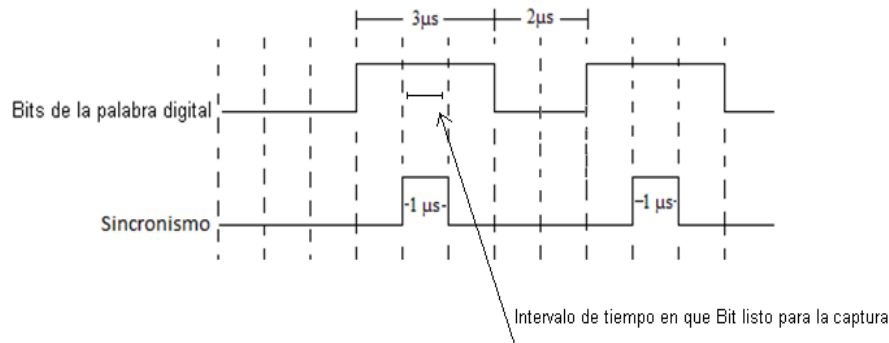 3µs
2µs
Bits de la palabra digital
-1 µs-
-1 µs-
Sincronismo
Intervalo de tiempo en que Bit listo para la captura